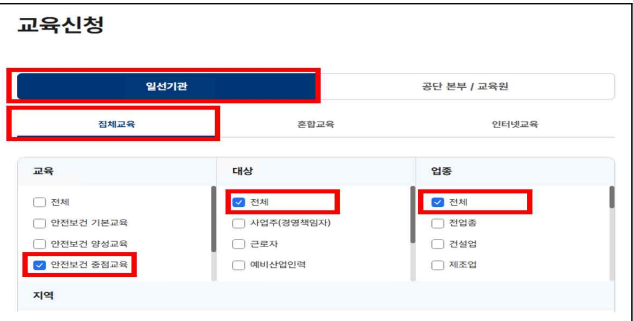 교육신청
일선기관 공단 본부 / 교육원
집체교육 혼합교육 인터넷교육
교육 대상 업종
전체 전체 전체
안전보건 기본교육 사업주(경영책임자) 전업종
안전보건 양성교육 근로자 건설업
안전보건 중점교육 예비산업인력 제조업
지역